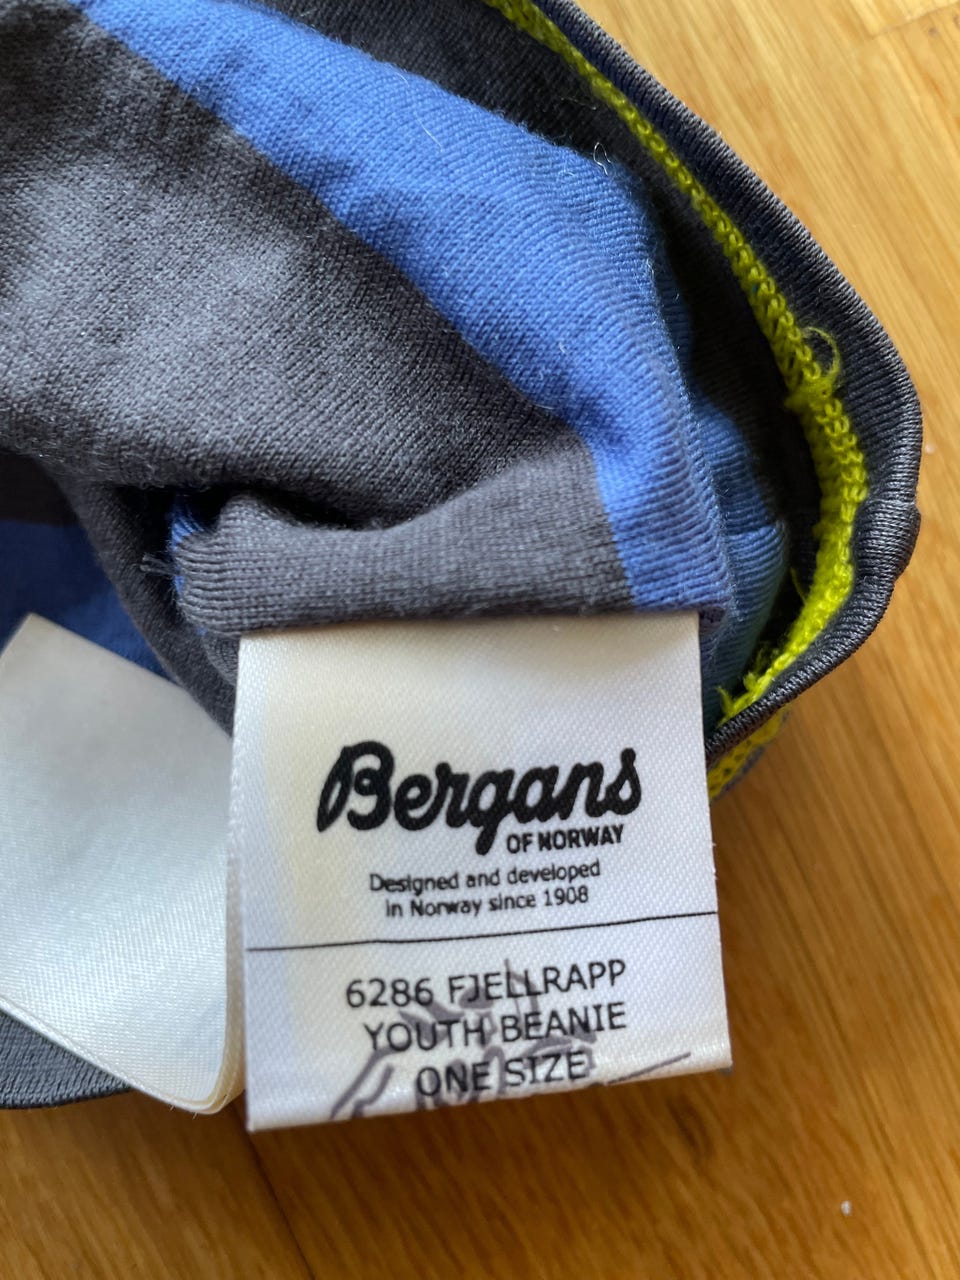 Bergans
OF NORWAY
Designed and developed
in Norway since 1908
6286 FJELLRAPP
YOUTH BEANIE
ONE SIZE